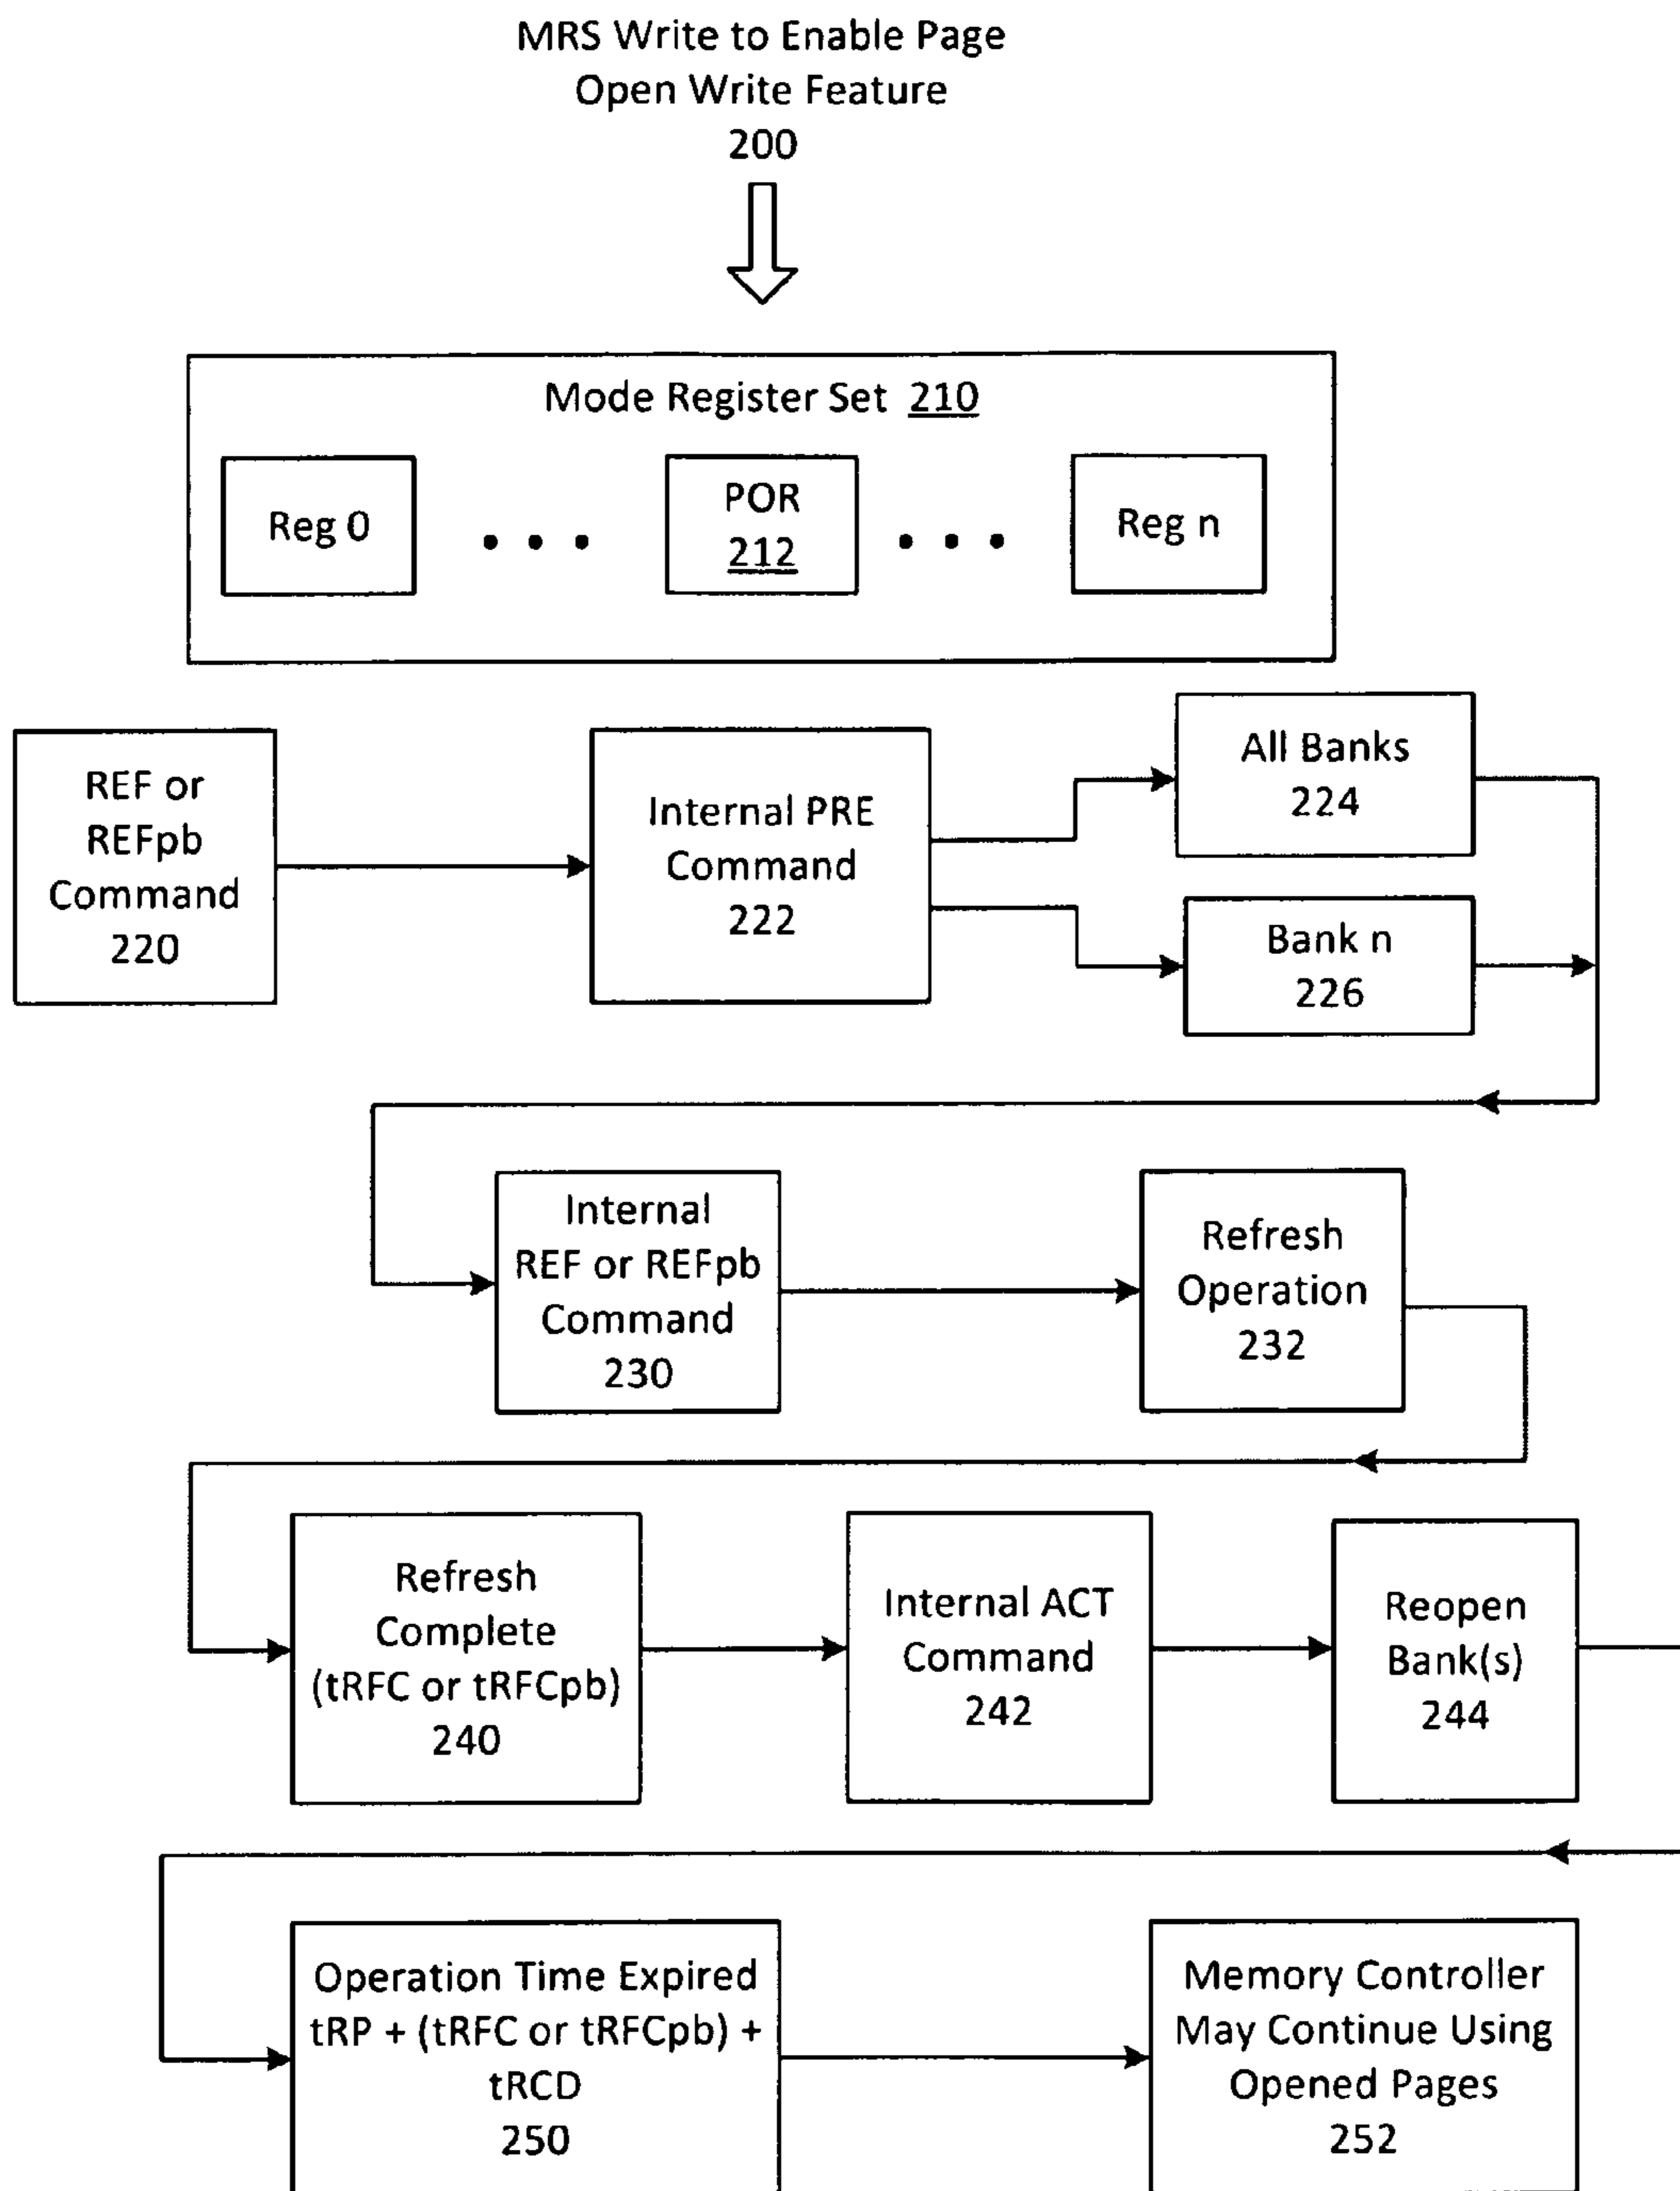 MRS Write to Enable Page
Open Write Feature
200
Mode Register Set 210
Reg 0
POR
212
Reg n
REF or
REFpb
Command
220
Internal PRE
Command
222
All Banks
224
Bank n
226
Internal
REF or REFpb
Command
230
Refresh
Operation
232
Refresh
Complete
(tRFC or tRFCpb)
240
Internal ACT
Command
242
Reopen
Bank(s)
244
Operation Time Expired
tRP + (tRFC or tRFCpb) +
tRCD
250
Memory Controller
May Continue Using
Opened Pages
252